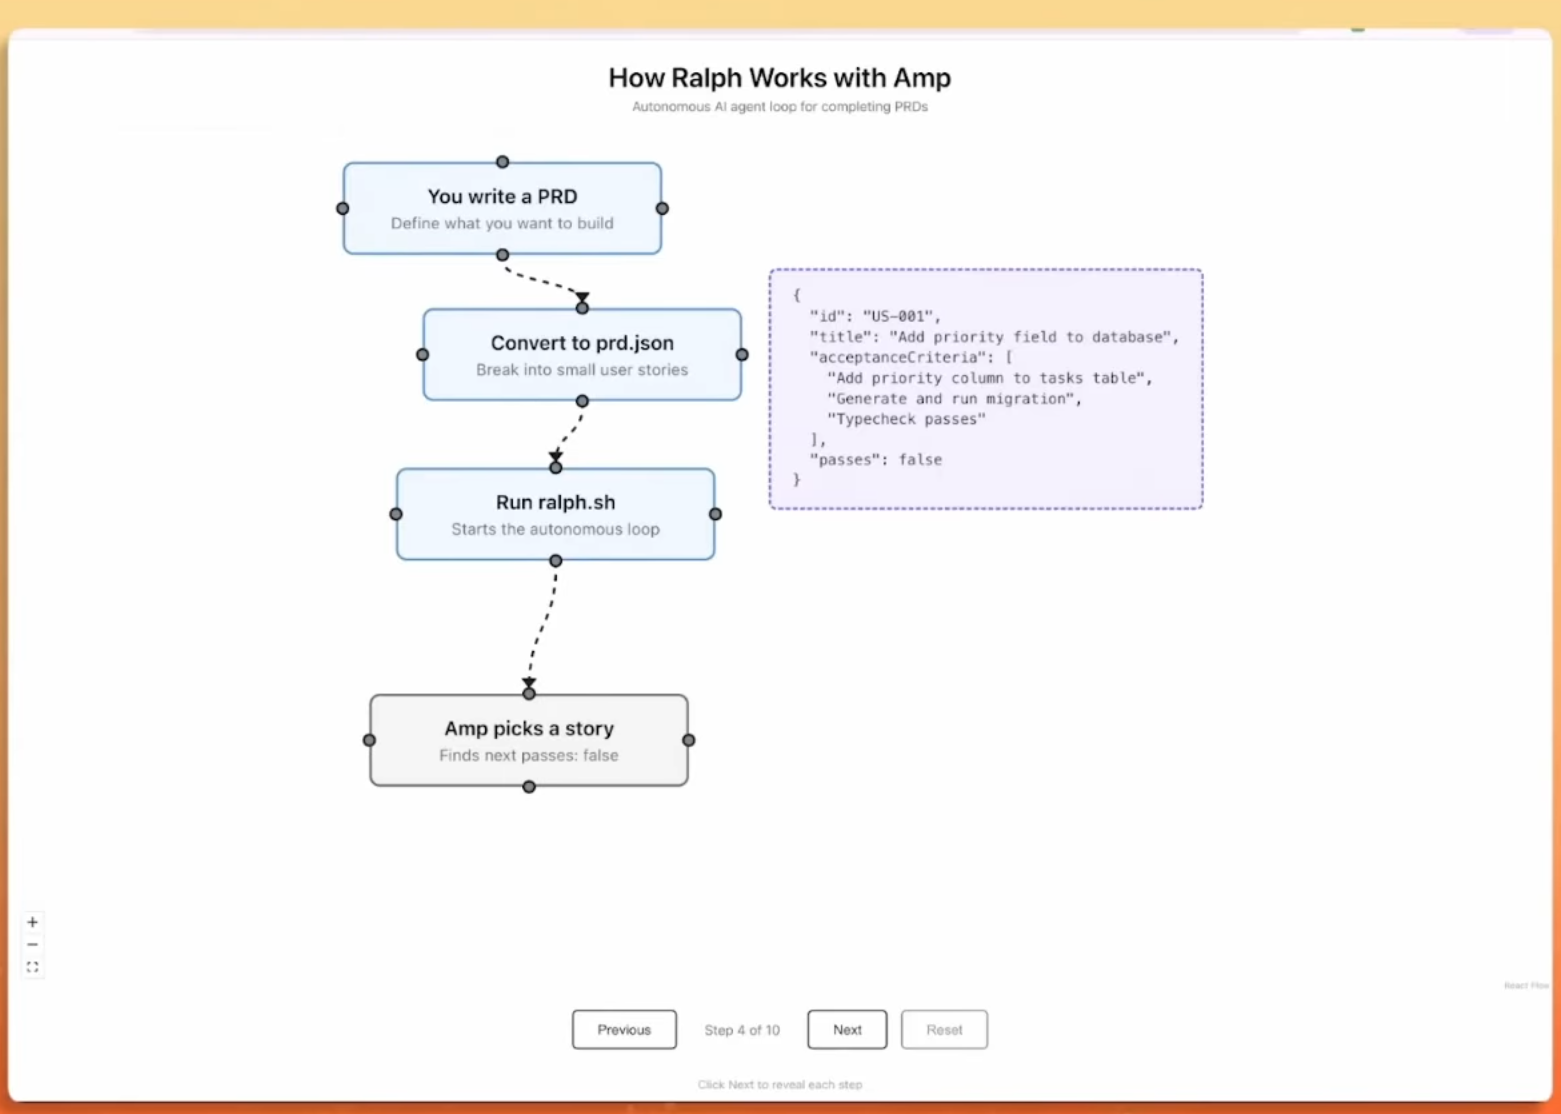 How Ralph Works with Amp
Autonomous AI agent loop for completing PRDs
You write a PRD
Define what you want to build
Convert to prd.json
Break into small user stories
{
"id": "US-001",
"title": "Add priority field to database",
"acceptanceCriteria": [
"Add priority column to tasks table",
"Generate and run migration",
"Typecheck passes"
],
"passes": false
}
Run ralph.sh
Starts the autonomous loop
Amp picks a story
Finds next passes: false
React Flow
Previous
Step 4 of 10
Next
Reset
Click Next to reveal each step